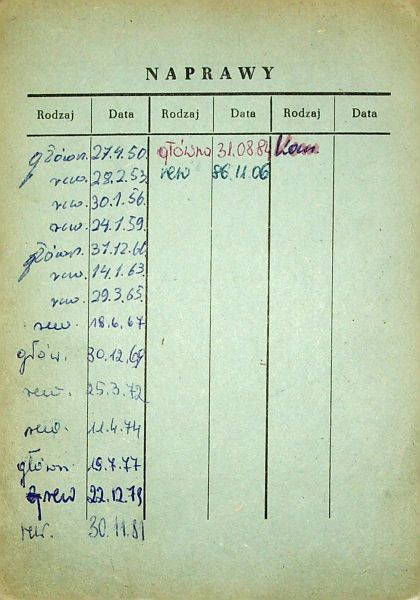 NAPRAWY
Rodzaj Data Rodzaj Data Rodzaj Data
główn. 27.4.50. główna 31.08.84 Kom
rew. 28.2.53. rew 86.11.06
rew. 30.1.56.
rew. 24.1.59.
główn. 31.12.60.
rew. 14.1.63.
rew. 29.3.65.
rew. 18.6.67
głów. 30.12.69
rew. 25.3.72
rew. 11.4.74
główn 19.7.77
rew 22.12.79
rew. 30.11.81